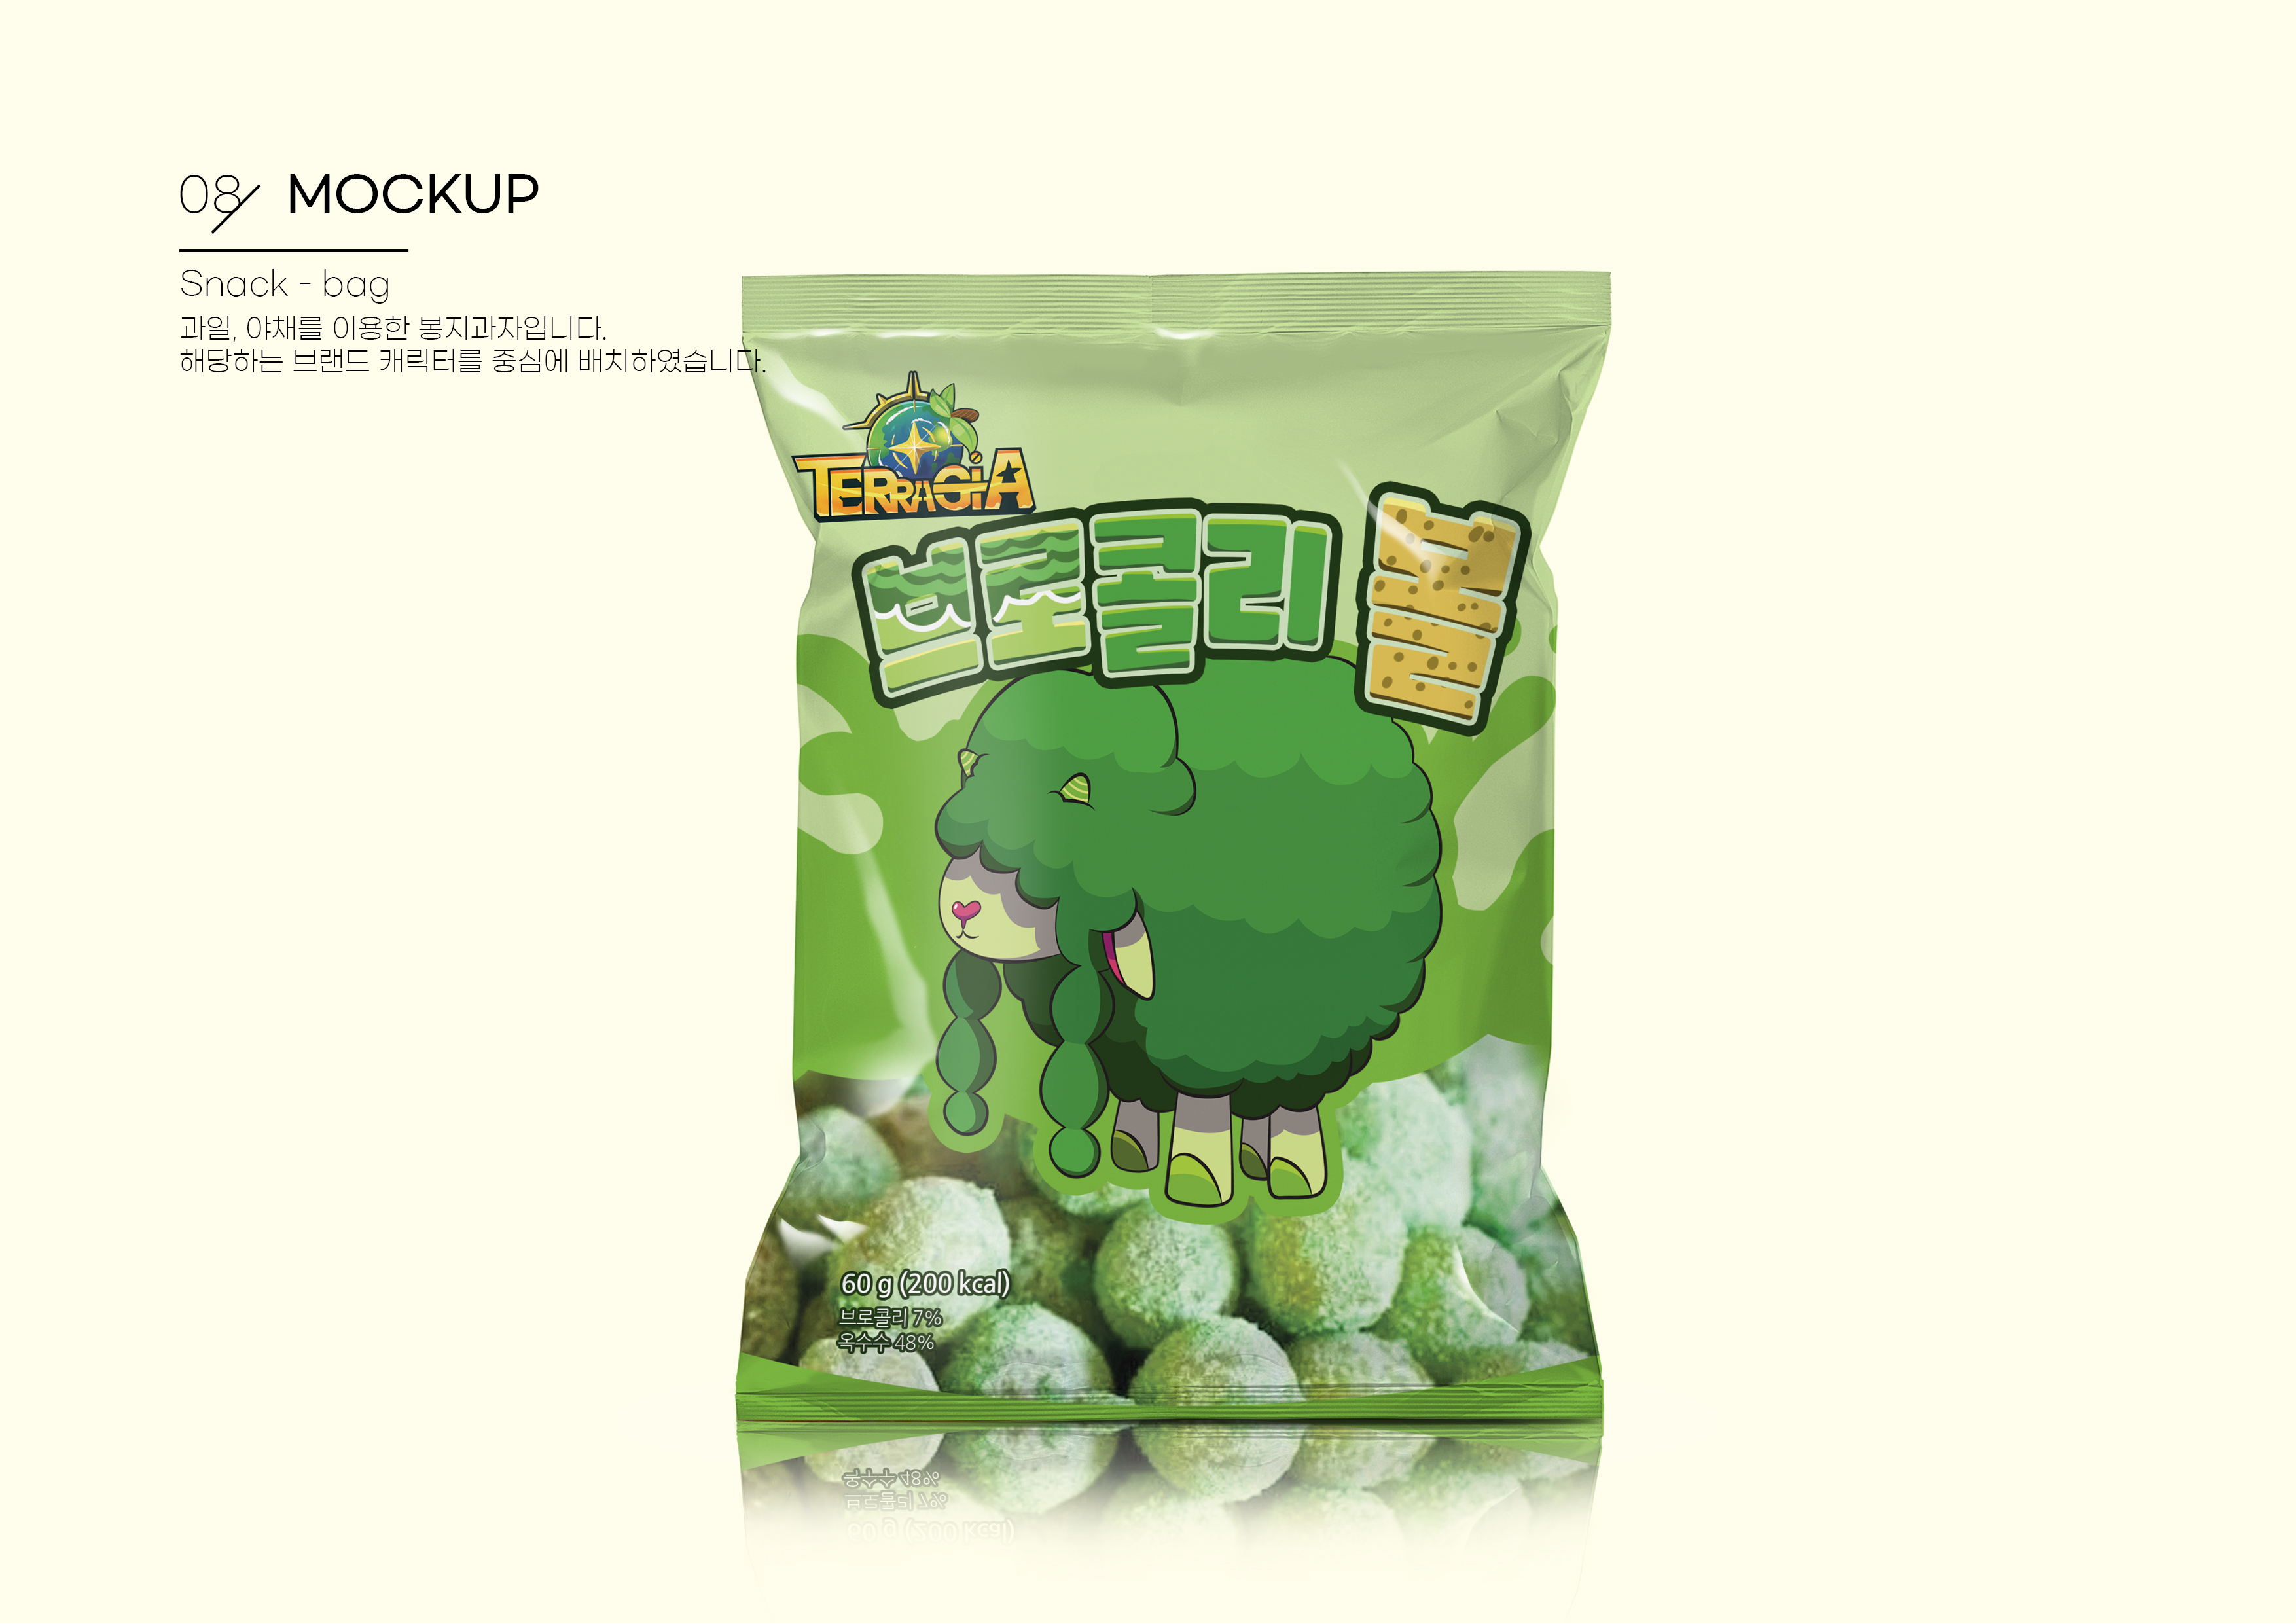 08/ MOCKUP
Snack - bag
과일, 야채를 이용한 봉지과자입니다.
해당하는 브랜드 캐릭터를 중심에 배치하였습니다.
TERRAGIA
브로콜리 볼
60 g (200 kcal)
브로콜리 7%
옥수수 48%